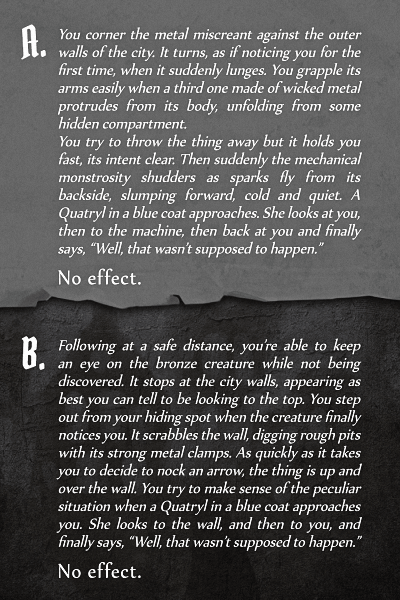 A. You corner the metal miscreant against the outer
walls of the city. It turns, as if noticing you for the
first time, when it suddenly lunges. You grapple its
arms easily when a third one made of wicked metal
protrudes from its body, unfolding from some
hidden compartment.
You try to throw the thing away but it holds you
fast, its intent clear. Then suddenly the mechanical
monstrosity shudders as sparks fly from its
backside, slumping forward, cold and quiet. A
Quatryl in a blue coat approaches. She looks at you,
then to the machine, then back at you and finally
says, “Well, that wasn’t supposed to happen.”
No effect.
B. Following at a safe distance, you’re able to keep
an eye on the bronze creature while not being
discovered. It stops at the city walls, appearing as
best you can tell to be looking to the top. You step
out from your hiding spot when the creature finally
notices you. It scrabbles the wall, digging rough pits
with its strong metal clamps. As quickly as it takes
you to decide to nock an arrow, the thing is up and
over the wall. You try to make sense of the peculiar
situation when a Quatryl in a blue coat approaches
you. She looks to the wall, and then to you, and
finally says, “Well, that wasn’t supposed to happen.”
No effect.